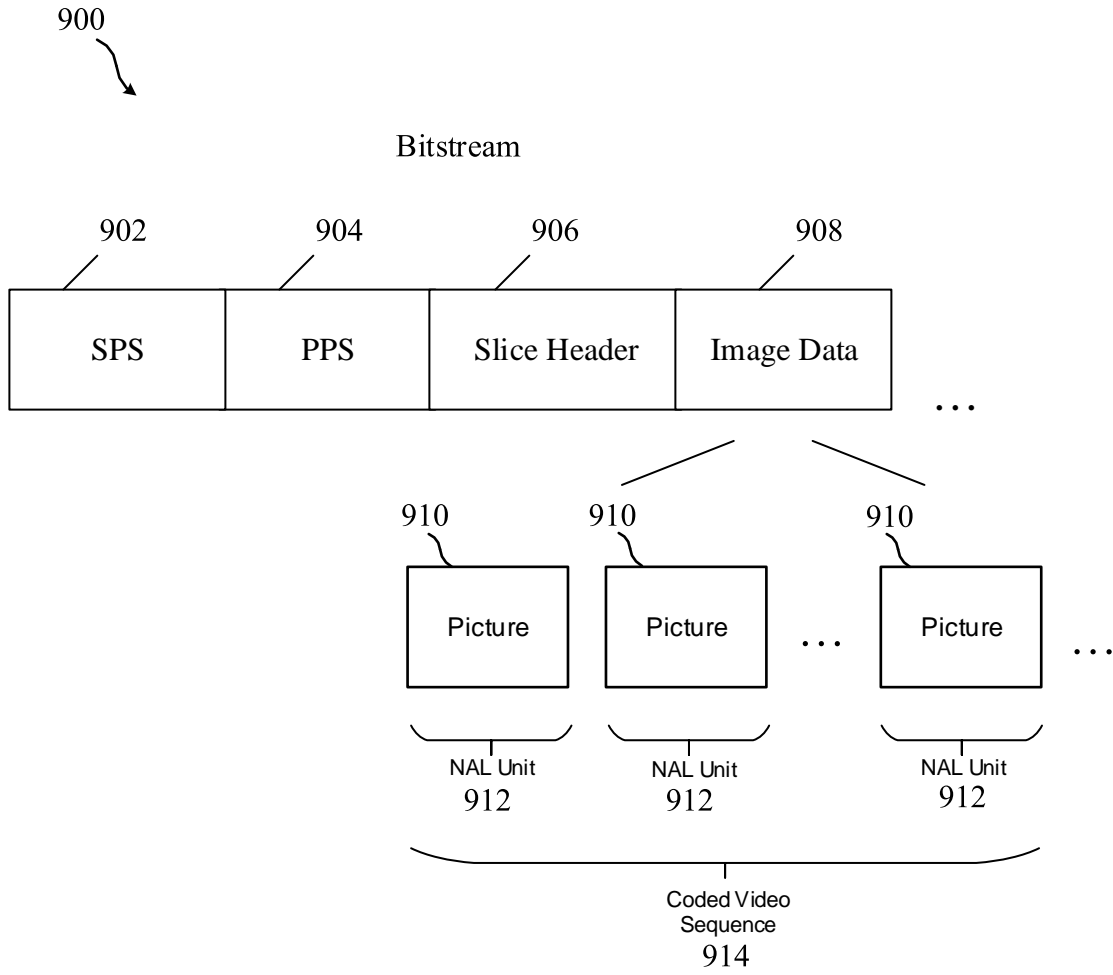 900
Bitstream
902 904 906 908
SPS PPS Slice Header Image Data ...
910 910 910
Picture Picture ... Picture ...
NAL Unit NAL Unit NAL Unit
912 912 912
Coded Video
Sequence
914